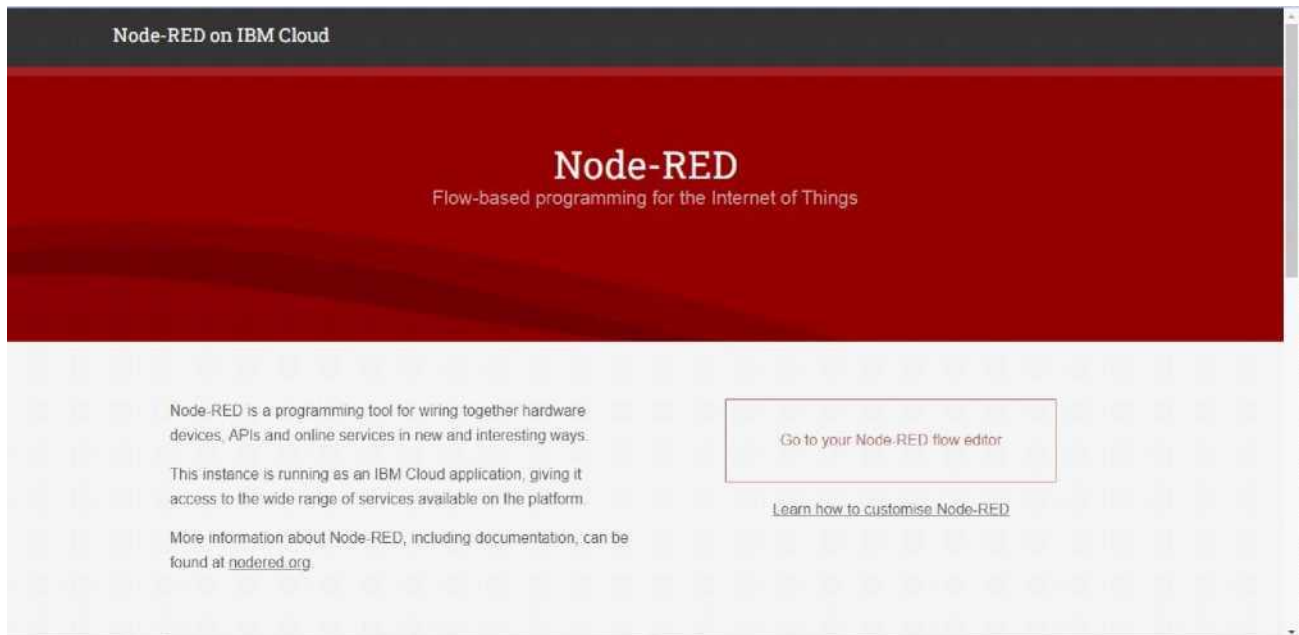 Node-RED on IBM Cloud
Node-RED
Flow-based programming for the Internet of Things
Node-RED is a programming tool for wiring together hardware
devices, APIs and online services in new and interesting ways.
This instance is running as an IBM Cloud application, giving it
access to the wide range of services available on the platform.
More information about Node-RED, including documentation, can be
found at nodered.org.
Go to your Node-RED flow editor
Learn how to customise Node-RED